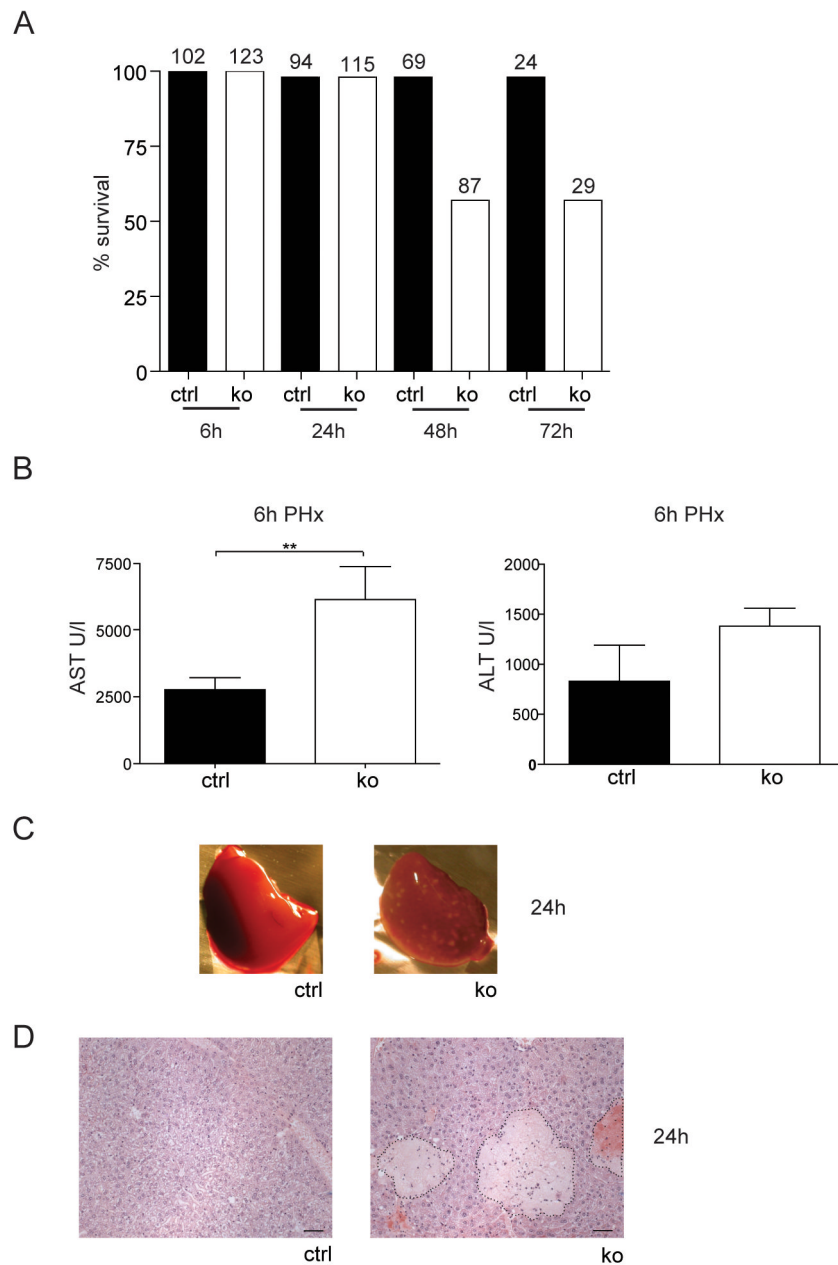 A
102 123 94 115 69 24
100
75
87 29
50
25
0
% survival
ctrl ko ctrl ko ctrl ko ctrl ko
6h 24h 48h 72h
B
6h PHx
**
7500
5000
2500
0
AST U/l
ctrl ko
6h PHx
2000
1500
1000
500
0
ALT U/l
ctrl ko
C
24h
ctrl ko
D
24h
ctrl ko